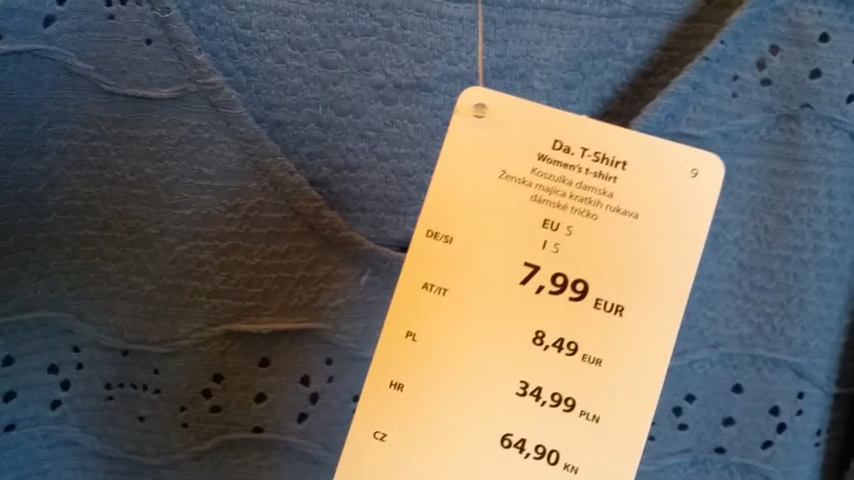 Da. T-Shirt
9
Women's t-shirt
Koszulka damska
Ženska majica kratkih rukava
dámské tričko
EU S
I S
DE/SI 7,99 EUR
AT/IT 8,49 EUR
PL 34,99 PLN
HR 64,90 KN
CZ